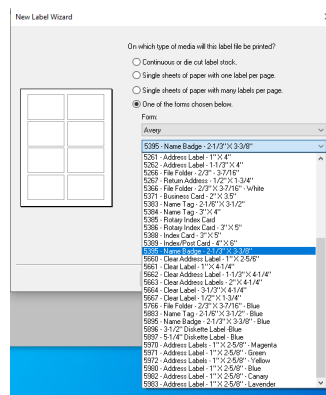 New Label Wizard
On which type of media will this label file be printed?
Continuous or die cut label stock.
Single sheets of paper with one label per page.
Single sheets of paper with many labels per page.
One of the forms chosen below.
Form:
Avery
5395 - Name Badge - 2-1/3" X 3-3/8"
5261 - Address Label - 1" X 4"
5262 - Address Label - 1-1/3" X 4"
5266 - File Folder - 2/3" - 3-7/16"
5267 - Return Address - 1/2" X 1-3/4"
5366 - File Folder - 2/3" X 3-7/16" - White
5371 - Business Card - 2" X 3.5"
5383 - Name Tag - 2-1/6" X 3-1/2"
5384 - Name Tag - 3" X 4"
5385 - Rotary Index Card
5386 - Rotary Index Card - 3" X 5"
5388 - Index Card - 3" X 5"
5389 - Index/Post Card - 4" X 6"
5395 - Name Badge - 2-1/3" X 3-3/8"
5660 - Clear Address Label - 1" X 2-5/6"
5661 - Clear Label - 1" X 4-1/4"
5662 - Clear Address Label - 1-1/3" X 4-1/4"
5663 - Clear Address Labels - 2" X 4-1/4"
5664 - Clear Label - 3-1/3" X 4-1/4"
5667 - Clear Label - 1/2" X 1-3/4"
5766 - File Folder - 2/3" X 3-7/16" - Blue
5883 - Name Tag - 2-1/6" X 3-1/2" - Blue
5895 - Name Badge - 2-1/3" X 3-3/8" - Blue
5896 - 3-1/2" Diskette Label -Blue
5897 - 5-1/4" Diskette Label - Blue
5970 - Address Labels - 1" X 2-5/8" - Magenta
5971 - Address Labels - 1" X 2-5/8" - Green
5972 - Address Labels - 1" X 2-5/8" - Yellow
5980 - Address Labels - 1" X 2-5/8" - Blue
5982 - Address Labels - 1" X 2-5/8" - Canary
5983 - Address Labels - 1" X 2-5/8" - Lavender